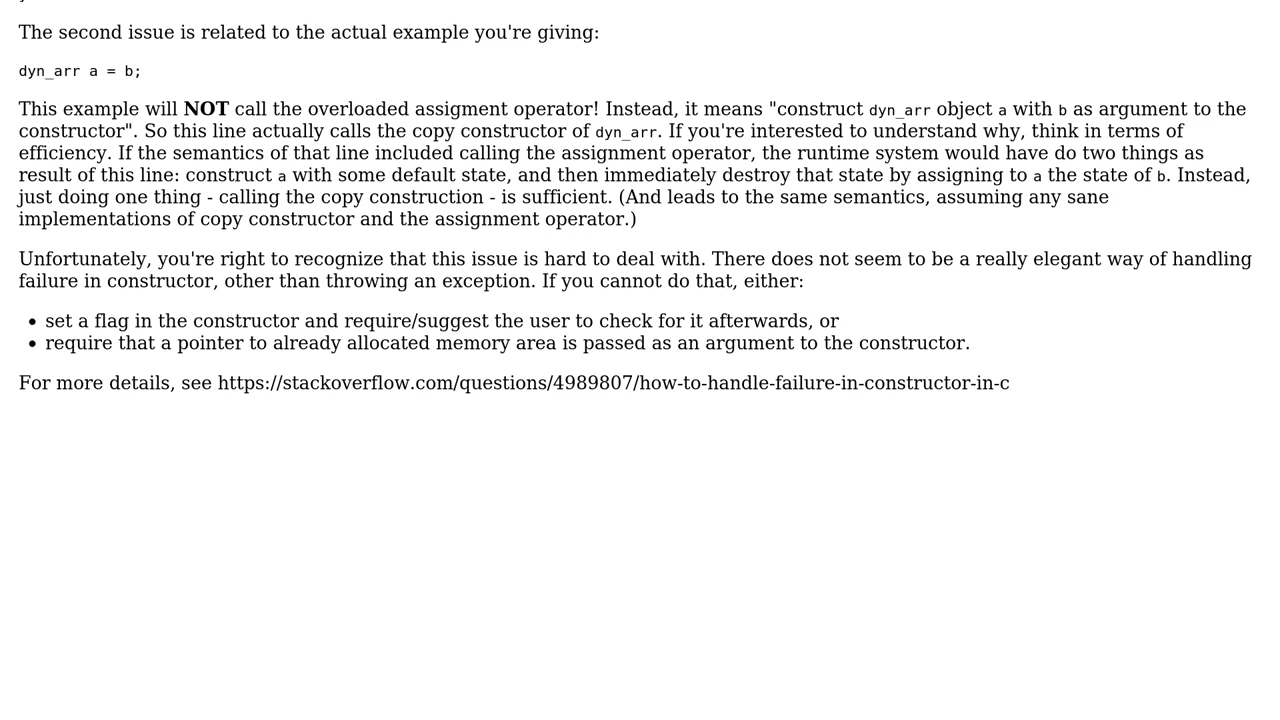 The second issue is related to the actual example you're giving:
dyn_arr a = b;
This example will NOT call the overloaded assigment operator! Instead, it means "construct dyn_arr object a with b as argument to the
constructor". So this line actually calls the copy constructor of dyn_arr. If you're interested to understand why, think in terms of
efficiency. If the semantics of that line included calling the assignment operator, the runtime system would have do two things as
result of this line: construct a with some default state, and then immediately destroy that state by assigning to a the state of b. Instead,
just doing one thing - calling the copy construction - is sufficient. (And leads to the same semantics, assuming any sane
implementations of copy constructor and the assignment operator.)
Unfortunately, you're right to recognize that this issue is hard to deal with. There does not seem to be a really elegant way of handling
failure in constructor, other than throwing an exception. If you cannot do that, either:
• set a flag in the constructor and require/suggest the user to check for it afterwards, or
• require that a pointer to already allocated memory area is passed as an argument to the constructor.
For more details, see https://stackoverflow.com/questions/4989807/how-to-handle-failure-in-constructor-in-c